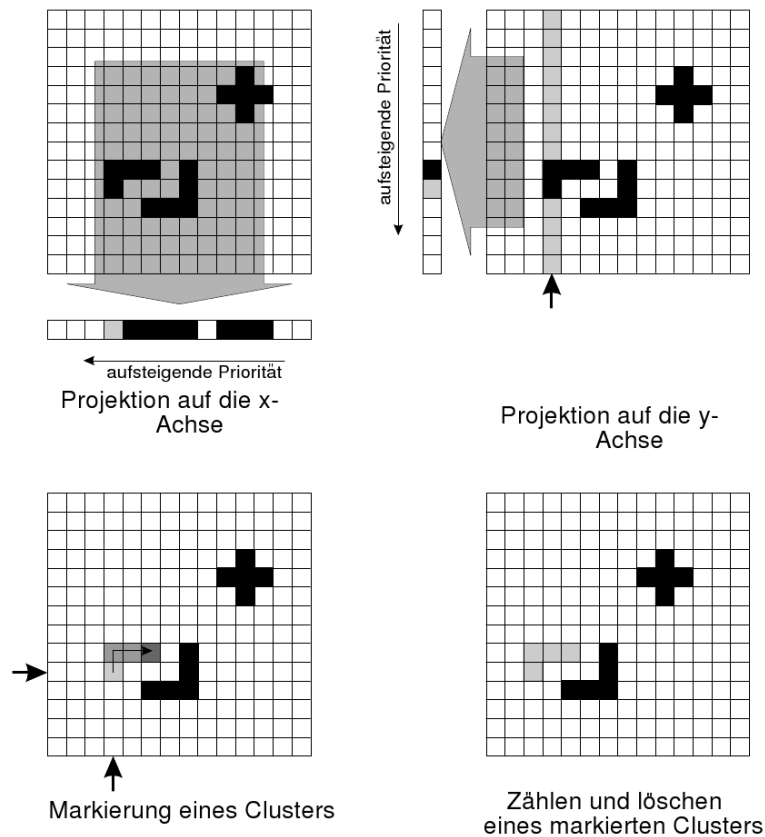 aufsteigende Priorität
aufsteigende Priorität
Projektion auf die x-
Achse
Projektion auf die y-
Achse
Markierung eines Clusters
Zählen und löschen
eines markierten Clusters